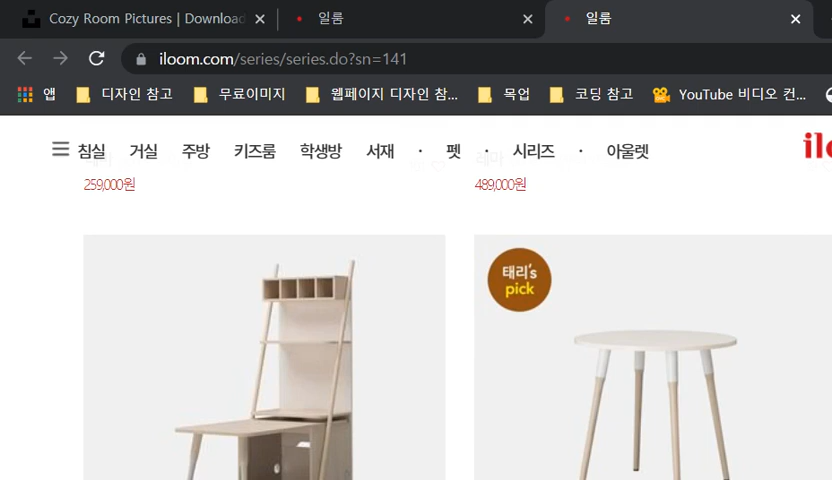 Cozy Room Pictures | Download
일룸
일룸
iloom.com/series/series.do?sn=141
앱 디자인 참고 무료이미지 웹페이지 디자인 참... 목업 코딩 참고 YouTube 비디오 컨...
침실 거실 주방 키즈룸 학생방 서재 · 펫 · 시리즈 · 아울렛
레마
259,000원 489,000원
태리's
pick